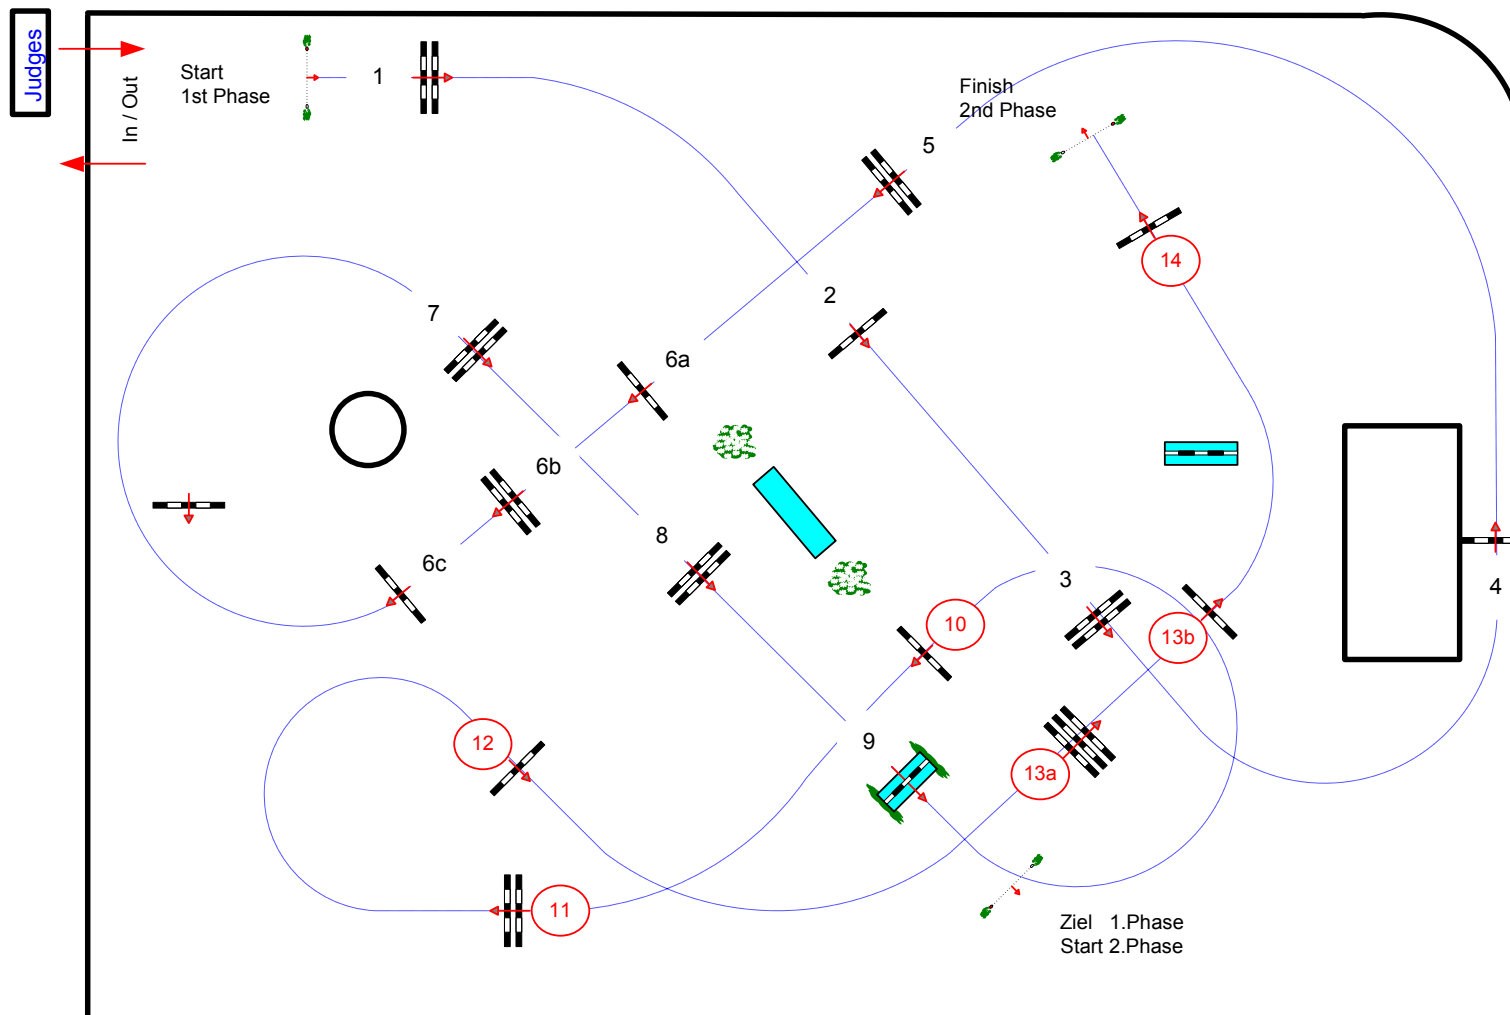 Judges
In / Out
Start
1st Phase
1
Finish
2nd Phase
5
14
2
7
6a
6b
8
6c
3
4
10
13b
12
9
13a
11
Ziel 1.Phase
Start 2.Phase